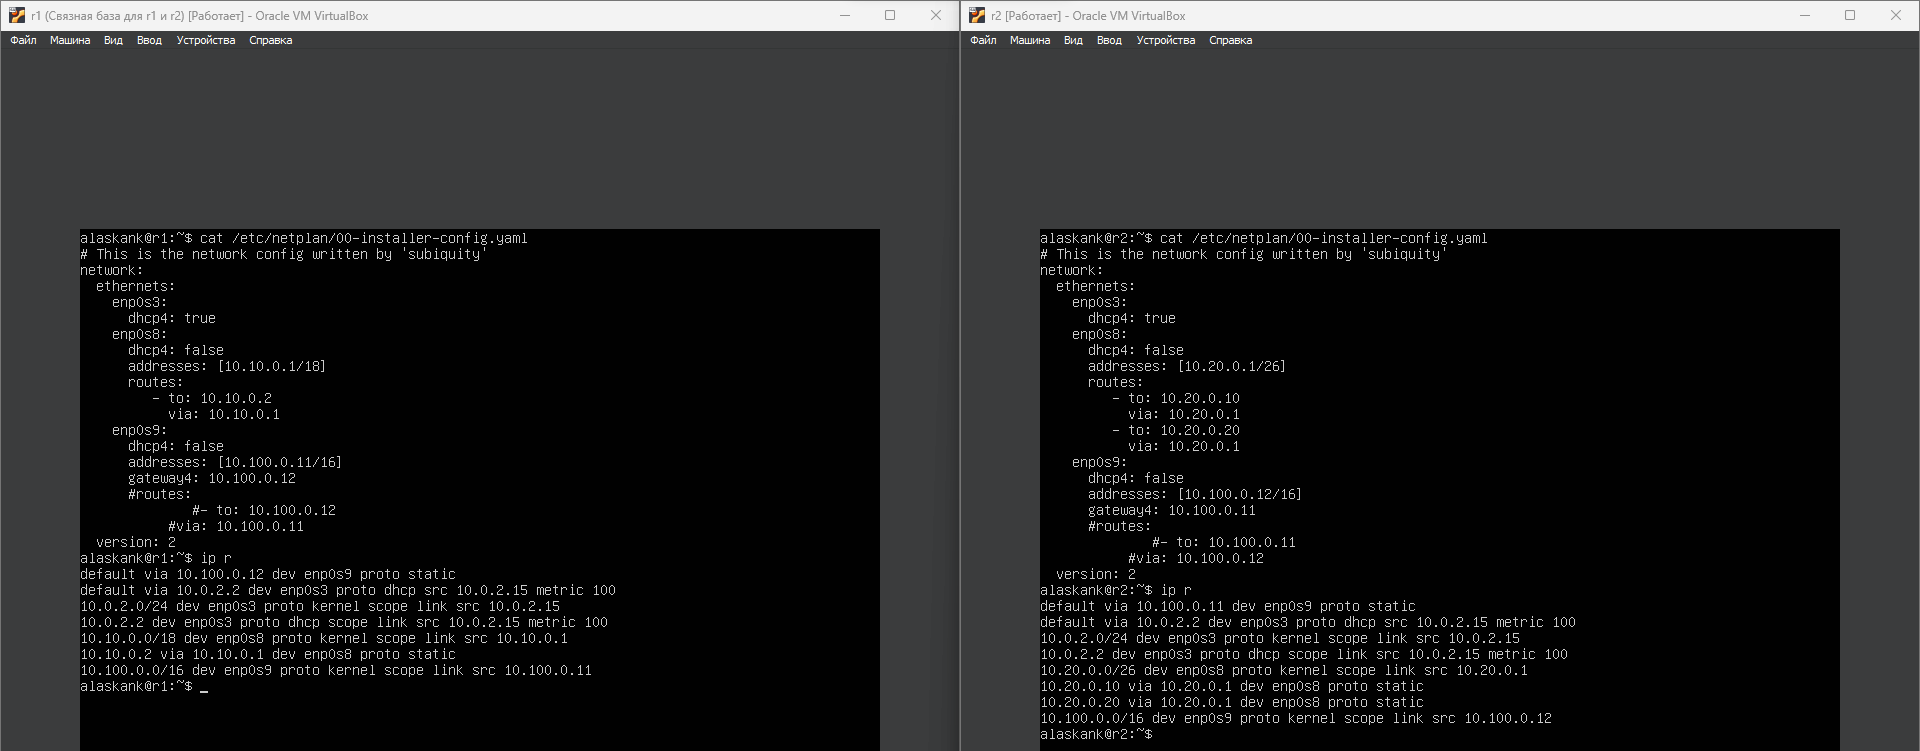 r1 (Связная база для r1 и r2) [Работает] - Oracle VM VirtualBox
Файл Машина Вид Ввод Устройства Справка
alaskank@r1:~$ cat /etc/netplan/00-installer-config.yaml
# This is the network config written by 'subiquity'
network:
  ethernets:
    enp0s3:
      dhcp4: true
    enp0s8:
      dhcp4: false
      addresses: [10.10.0.1/18]
      routes:
         - to: 10.10.0.2
           via: 10.10.0.1
    enp0s9:
      dhcp4: false
      addresses: [10.100.0.11/16]
      gateway4: 10.100.0.12
      #routes:
              #- to: 10.100.0.12
           #via: 10.100.0.11
  version: 2
alaskank@r1:~$ ip r
default via 10.100.0.12 dev enp0s9 proto static
default via 10.0.2.2 dev enp0s3 proto dhcp src 10.0.2.15 metric 100
10.0.2.0/24 dev enp0s3 proto kernel scope link src 10.0.2.15
10.0.2.2 dev enp0s3 proto dhcp scope link src 10.0.2.15 metric 100
10.10.0.0/18 dev enp0s8 proto kernel scope link src 10.10.0.1
10.10.0.2 via 10.10.0.1 dev enp0s8 proto static
10.100.0.0/16 dev enp0s9 proto kernel scope link src 10.100.0.11
alaskank@r1:~$ _
r2 [Работает] - Oracle VM VirtualBox
Файл Машина Вид Ввод Устройства Справка
alaskank@r2:~$ cat /etc/netplan/00-installer-config.yaml
# This is the network config written by 'subiquity'
network:
  ethernets:
    enp0s3:
      dhcp4: true
    enp0s8:
      dhcp4: false
      addresses: [10.20.0.1/26]
      routes:
         - to: 10.20.0.10
           via: 10.20.0.1
         - to: 10.20.0.20
           via: 10.20.0.1
    enp0s9:
      dhcp4: false
      addresses: [10.100.0.12/16]
      gateway4: 10.100.0.11
      #routes:
              #- to: 10.100.0.11
           #via: 10.100.0.12
  version: 2
alaskank@r2:~$ ip r
default via 10.100.0.11 dev enp0s9 proto static
default via 10.0.2.2 dev enp0s3 proto dhcp src 10.0.2.15 metric 100
10.0.2.0/24 dev enp0s3 proto kernel scope link src 10.0.2.15
10.0.2.2 dev enp0s3 proto dhcp scope link src 10.0.2.15 metric 100
10.20.0.0/26 dev enp0s8 proto kernel scope link src 10.20.0.1
10.20.0.10 via 10.20.0.1 dev enp0s8 proto static
10.20.0.20 via 10.20.0.1 dev enp0s8 proto static
10.100.0.0/16 dev enp0s9 proto kernel scope link src 10.100.0.12
alaskank@r2:~$